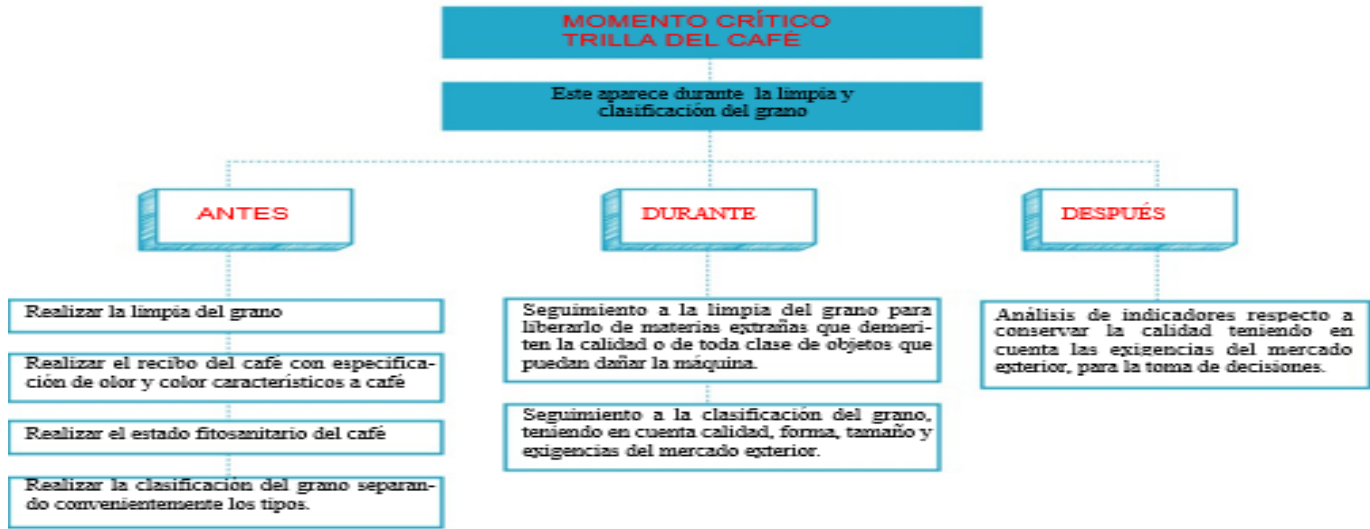 MOMENTO CRÍTICO
TRILLA DEL CAFÉ
Este aparece durante la limpia y
clasificación del grano
ANTES
Realizar la limpia del grano
Realizar el recibo del café con especifica-
ción de olor y color característicos a café
Realizar el estado fitosanitario del café
Realizar la clasificación del grano separan-
do convenientemente los tipos.
DURANTE
Seguimiento a la limpia del grano para
liberarlo de materias extrañas que demeri-
ten la calidad o de toda clase de objetos que
puedan dañar la máquina.
Seguimiento a la clasificación del grano,
teniendo en cuenta calidad, forma, tamaño y
exigencias del mercado exterior.
DESPUÉS
Análisis de indicadores respecto a
conservar la calidad teniendo en
cuenta las exigencias del mercado
exterior, para la toma de decisiones.